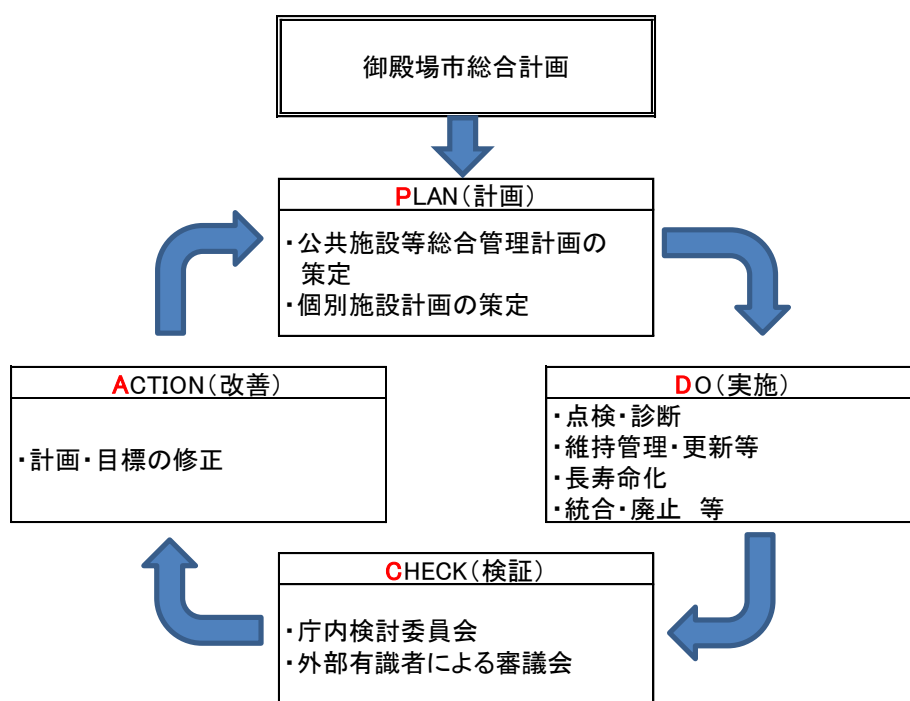 御殿場市総合計画
PLAN(計画)
・公共施設等総合管理計画の
策定
・個別施設計画の策定
ACTION(改善)
・計画・目標の修正
DO(実施)
・点検・診断
・維持管理・更新等
・長寿命化
・統合・廃止　等
CHECK(検証)
・庁内検討委員会
・外部有識者による審議会